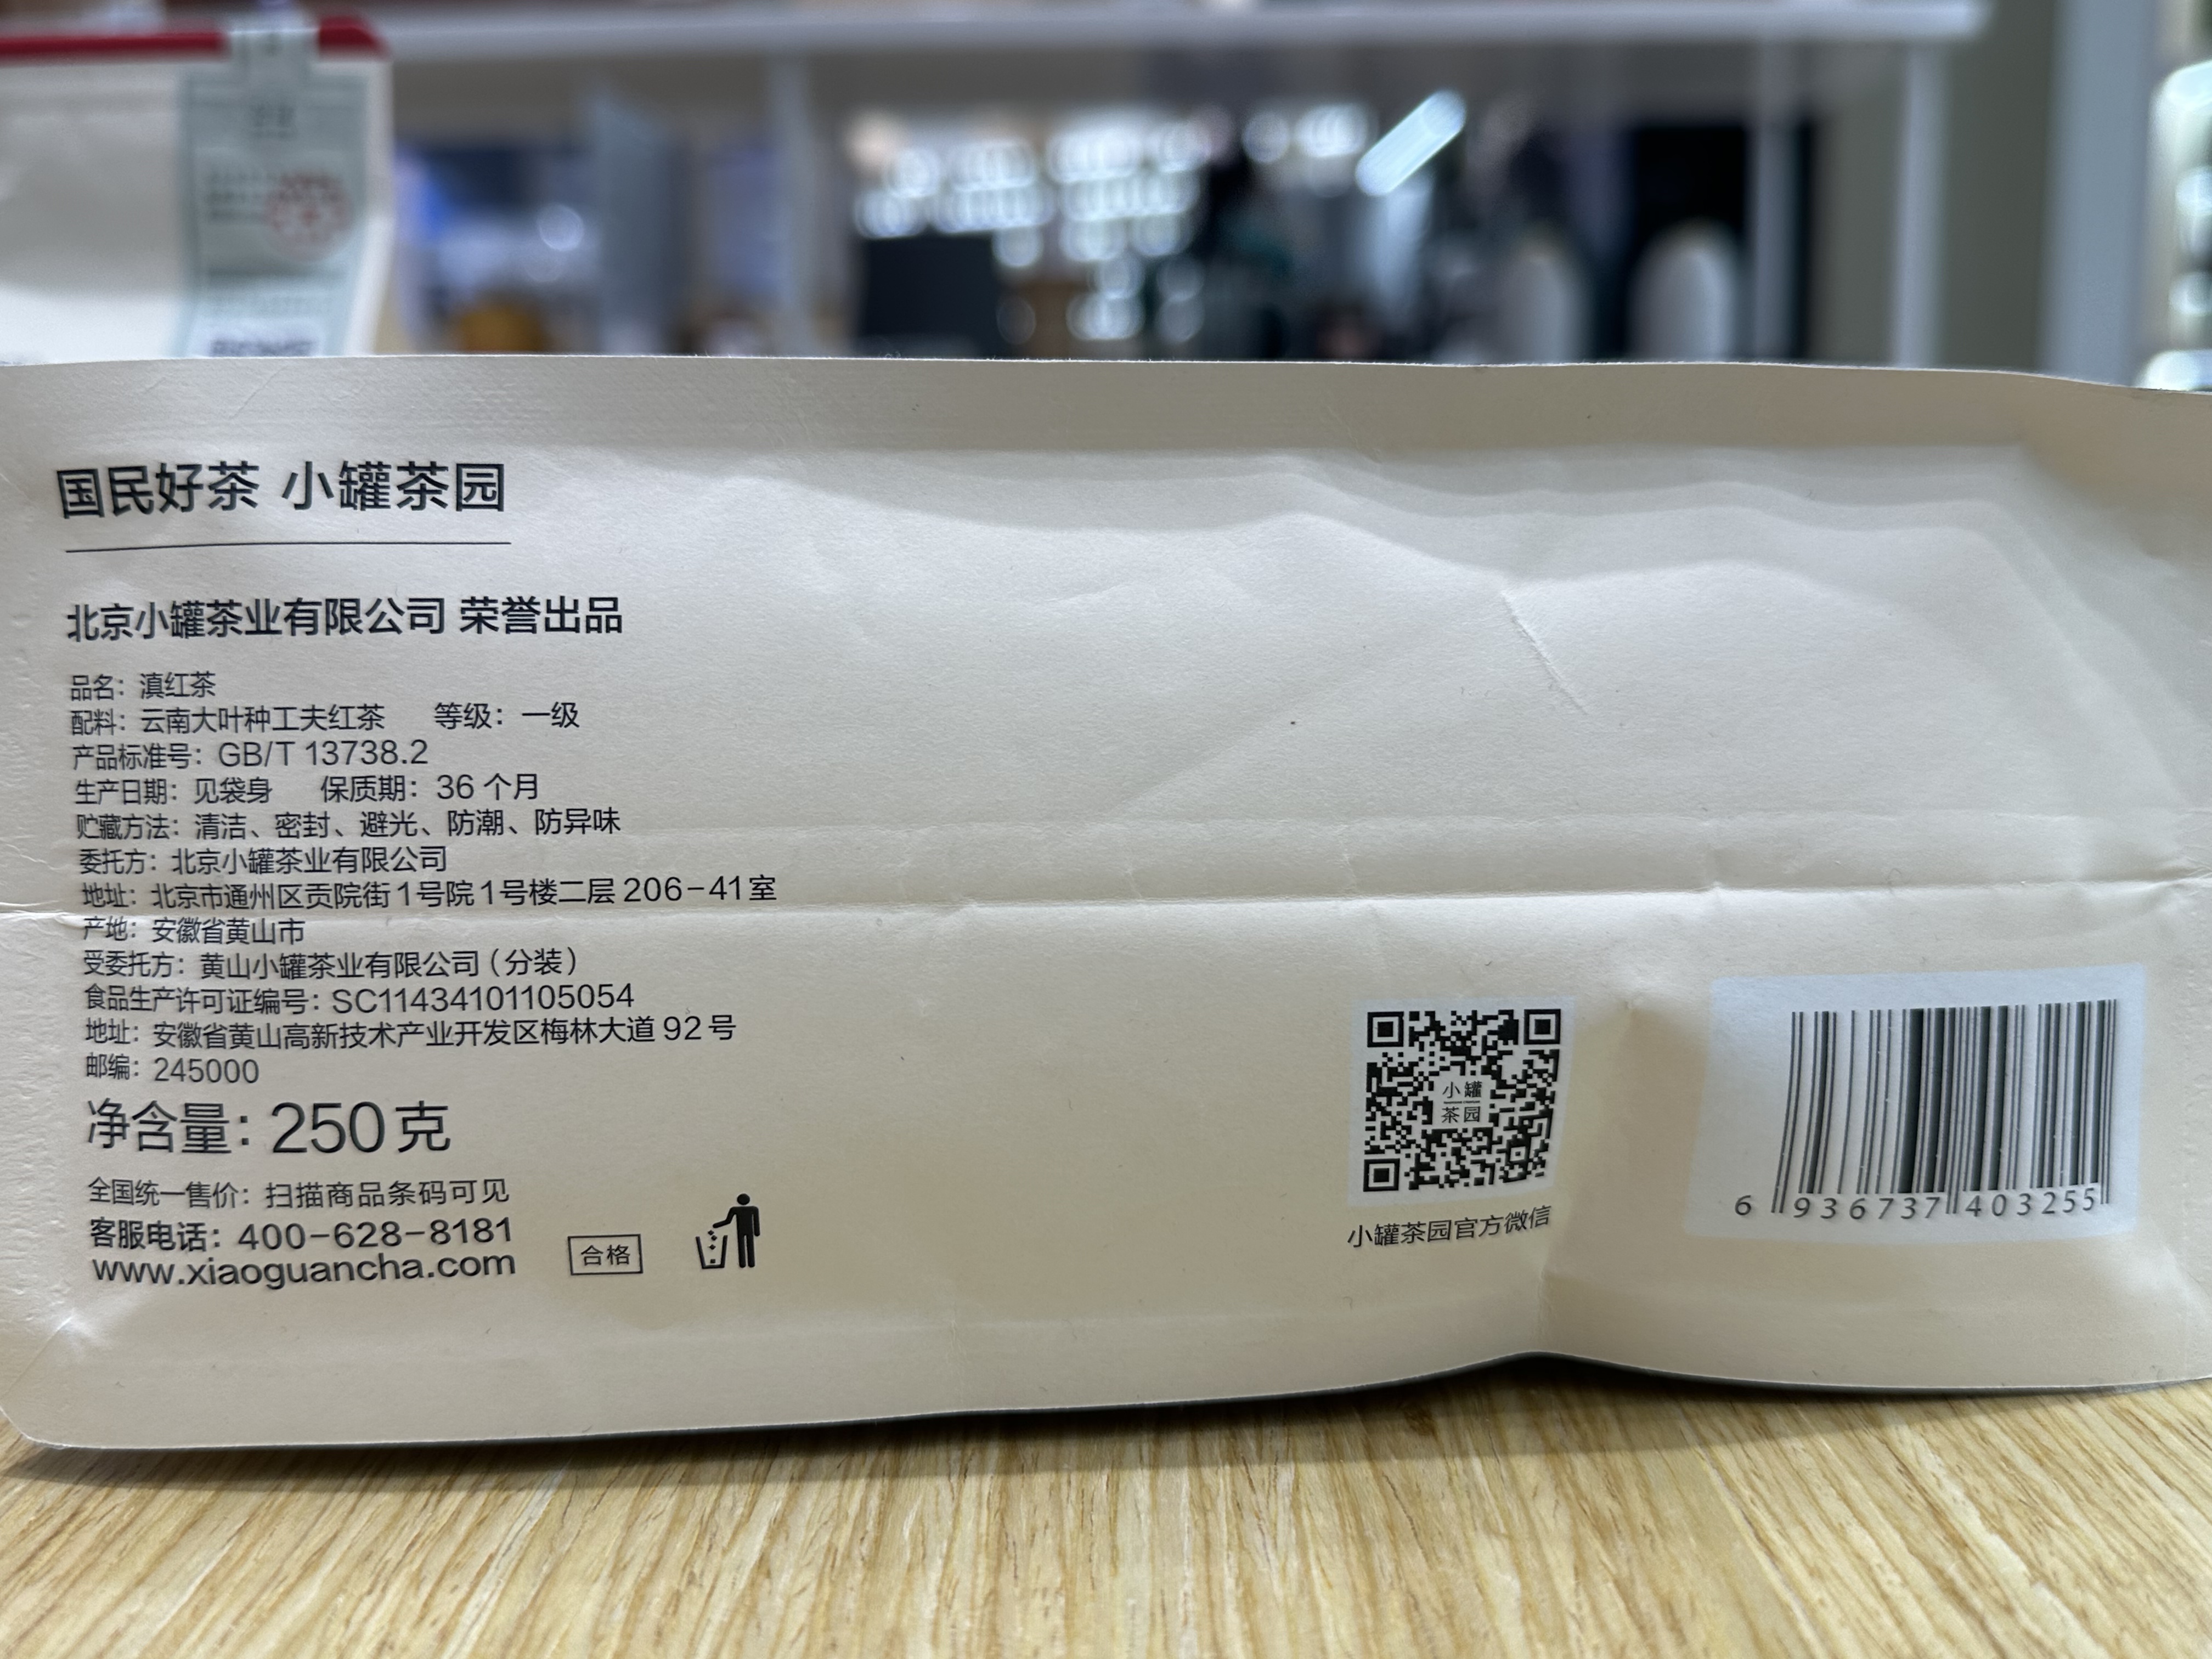 国民好茶 小罐茶园
北京小罐茶业有限公司 荣誉出品
品名：滇红茶
配料：云南大叶种工夫红茶 等级：一级
产品标准号：GB/T 13738.2
生产日期：见袋身 保质期：36个月
贮藏方法：清洁、密封、避光、防潮、防异味
委托方：北京小罐茶业有限公司
地址：北京市通州区贡院街1号院1号楼二层206-41室
产地：安徽省黄山市
受委托方：黄山小罐茶业有限公司（分装）
食品生产许可证编号：SC11434101105054
地址：安徽省黄山高新技术产业开发区梅林大道92号
邮编：245000
净含量：250克
全国统一售价：扫描商品条码可见
客服电话：400-628-8181
www.xiaoguancha.com
合格
小罐
茶园
小罐茶园官方微信
6 936737 403255